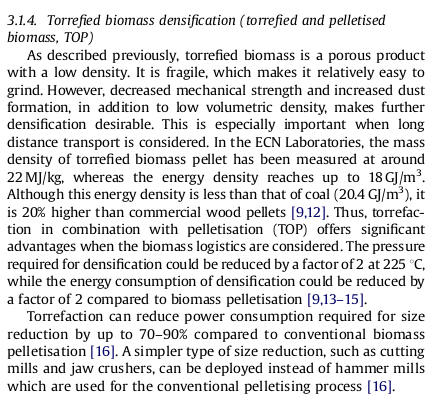 3.1.4. Torrefied biomass densification (torrefied and pelletised
biomass, TOP)
As described previously, torrefied biomass is a porous product
with a low density. It is fragile, which makes it relatively easy to
grind. However, decreased mechanical strength and increased dust
formation, in addition to low volumetric density, makes further
densification desirable. This is especially important when long
distance transport is considered. In the ECN Laboratories, the mass
density of torrefied biomass pellet has been measured at around
22 MJ/kg, whereas the energy density reaches up to 18 GJ/m³.
Although this energy density is less than that of coal (20.4 GJ/m³), it
is 20% higher than commercial wood pellets [9,12]. Thus, torrefac-
tion in combination with pelletisation (TOP) offers significant
advantages when the biomass logistics are considered. The pressure
required for densification could be reduced by a factor of 2 at 225 °C,
while the energy consumption of densification could be reduced by
a factor of 2 compared to biomass pelletisation [9,13–15].
Torrefaction can reduce power consumption required for size
reduction by up to 70–90% compared to conventional biomass
pelletisation [16]. A simpler type of size reduction, such as cutting
mills and jaw crushers, can be deployed instead of hammer mills
which are used for the conventional pelletising process [16].